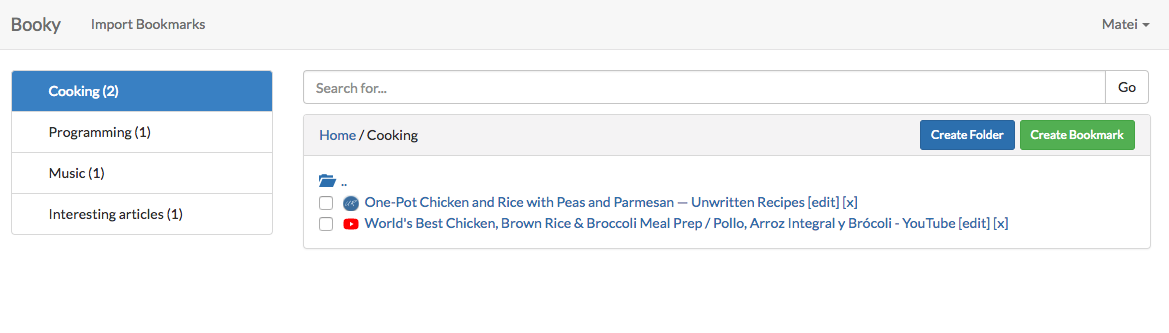 Booky Import Bookmarks Matei
Cooking (2)
Programming (1)
Music (1)
Interesting articles (1)
Search for... Go
Home / Cooking Create Folder Create Bookmark
..
One-Pot Chicken and Rice with Peas and Parmesan — Unwritten Recipes [edit] [x]
World's Best Chicken, Brown Rice & Broccoli Meal Prep / Pollo, Arroz Integral y Brócoli - YouTube [edit] [x]